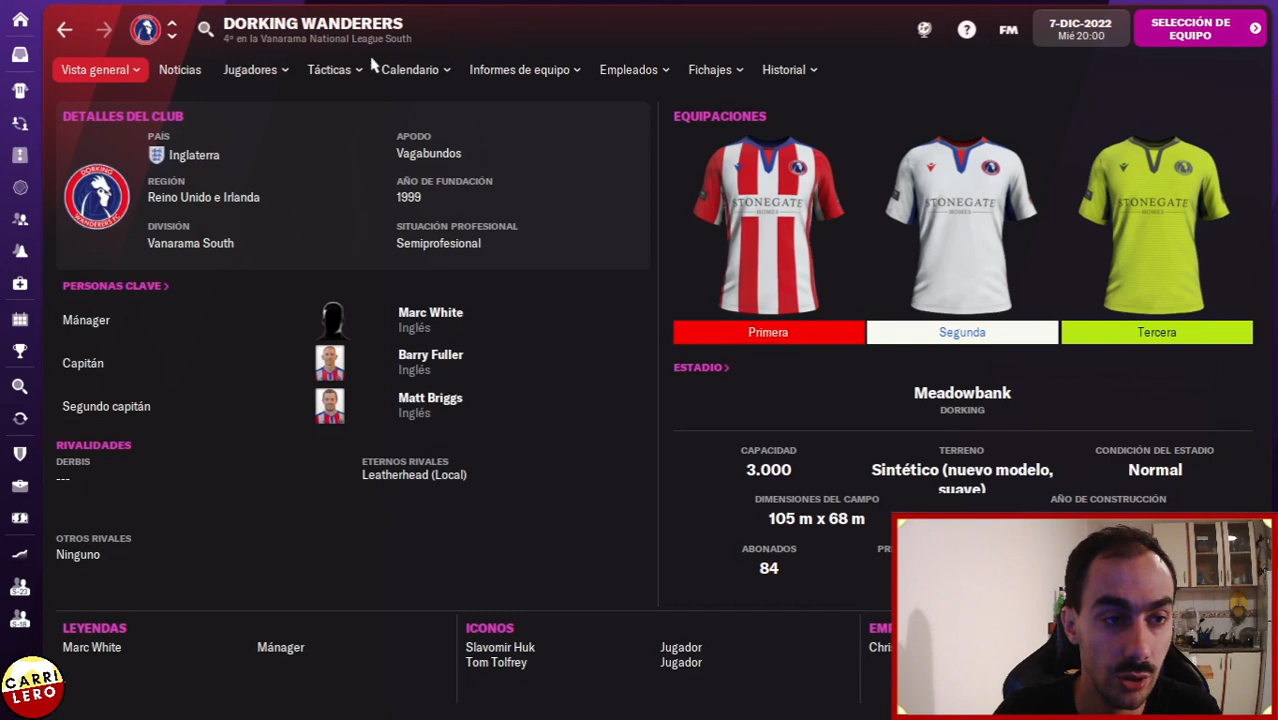 DORKING WANDERERS
4º en la Vanarama National League South
FM
7-DIC-2022
Mié 20:00
SELECCIÓN DE
EQUIPO
Vista general
Noticias
Jugadores
Tácticas
Calendario
Informes de equipo
Empleados
Fichajes
Historial
DETALLES DEL CLUB
PAÍS
Inglaterra
APODO
Vagabundos
REGIÓN
Reino Unido e Irlanda
AÑO DE FUNDACIÓN
1999
DIVISIÓN
Vanarama South
SITUACIÓN PROFESIONAL
Semiprofesional
PERSONAS CLAVE >
Mánager
Marc White
Inglés
Capitán
Barry Fuller
Inglés
Segundo capitán
Matt Briggs
Inglés
RIVALIDADES
DERBIS
---
ETERNOS RIVALES
Leatherhead (Local)
OTROS RIVALES
Ninguno
LEYENDAS
Marc White
Mánager
ICONOS
Slavomir Huk
Jugador
Tom Tolfrey
Jugador
EQUIPACIONES
STONEGATE
HOMES
STONEGATE
HOMES
STONEGATE
HOMES
Primera
Segunda
Tercera
ESTADIO >
Meadowbank
DORKING
CAPACIDAD
3.000
TERRENO
Sintético (nuevo modelo,
suave)
CONDICIÓN DEL ESTADIO
Normal
DIMENSIONES DEL CAMPO
105 m x 68 m
AÑO DE CONSTRUCCIÓN
ABONADOS
84
S-23
S-18
CARRI
LERO